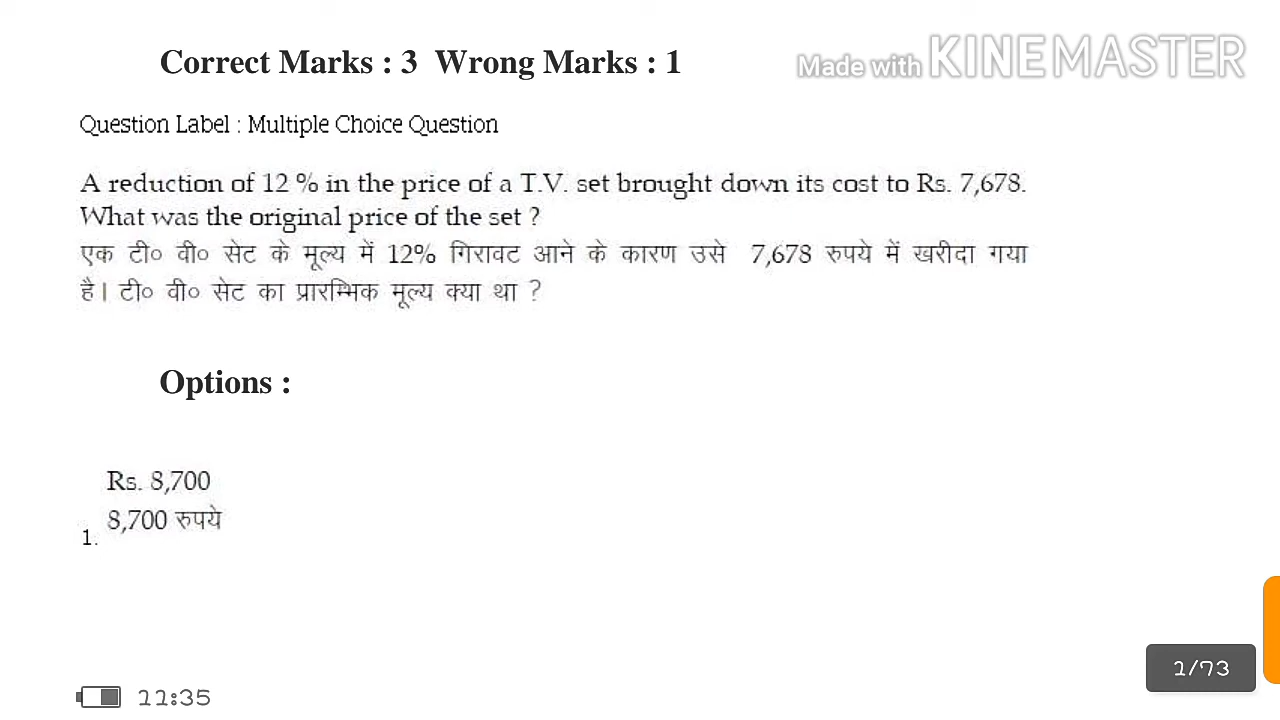 Correct Marks : 3 Wrong Marks : 1
Made with KINEMASTER
Question Label : Multiple Choice Question
A reduction of 12 % in the price of a T.V. set brought down its cost to Rs. 7,678.
What was the original price of the set ?
एक टी० वी० सेट के मूल्य में 12% गिरावट आने के कारण उसे 7,678 रुपये में खरीदा गया
है। टी० वी० सेट का प्रारम्भिक मूल्य क्या था ?
Options :
Rs. 8,700
8,700 रुपये
1.
1/73
11:35